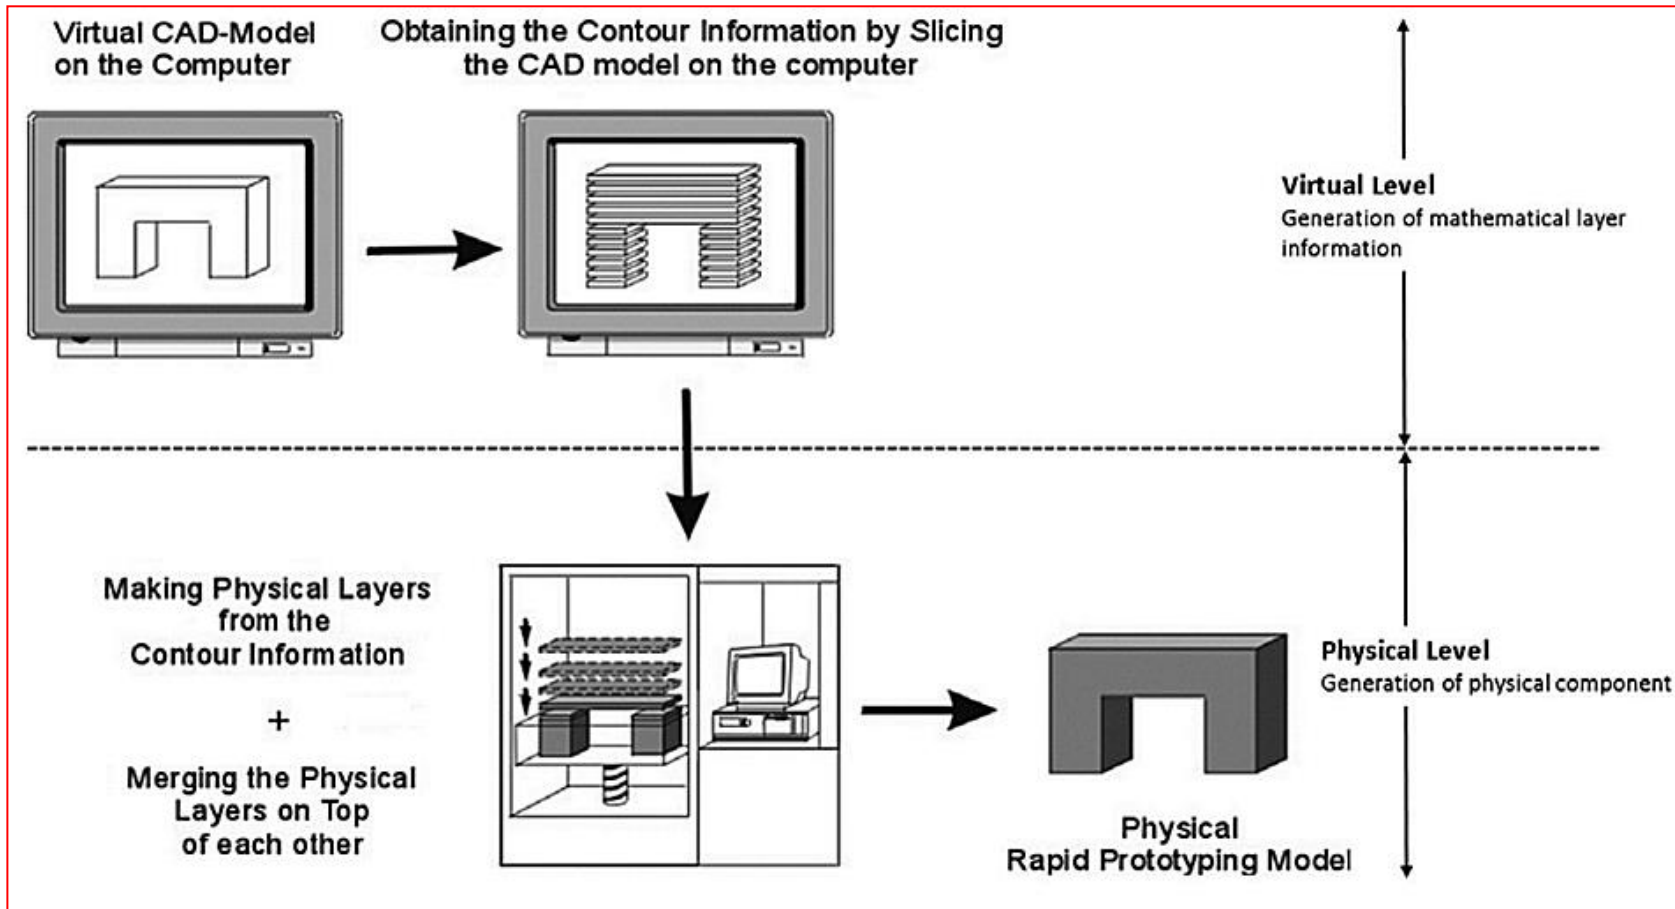 Virtual CAD-Model
on the Computer
Obtaining the Contour Information by Slicing
the CAD model on the computer
Virtual Level
Generation of mathematical layer
information
Making Physical Layers
from the
Contour Information
+
Merging the Physical
Layers on Top
of each other
Physical
Rapid Prototyping Model
Physical Level
Generation of physical component